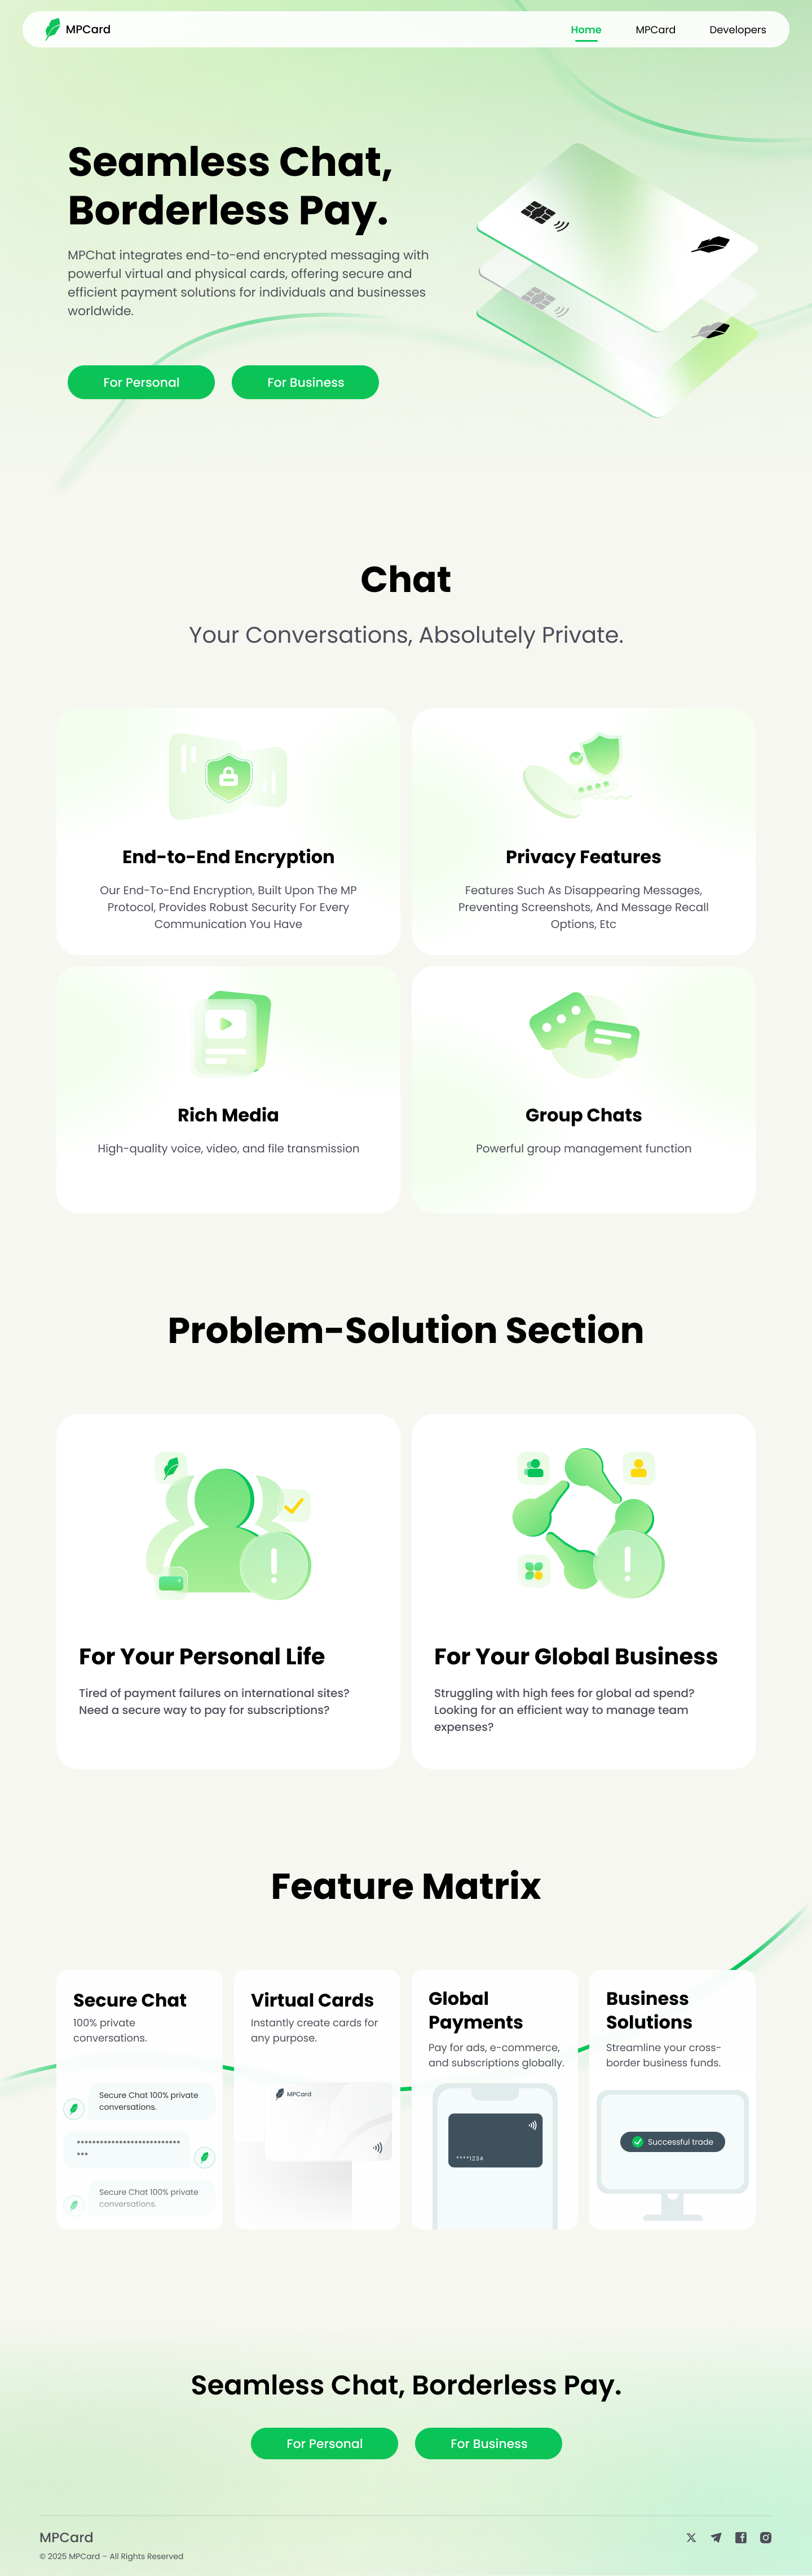 MPCard
Home
MPCard
Developers
Seamless Chat,
Borderless Pay.
MPChat integrates end-to-end encrypted messaging with
powerful virtual and physical cards, offering secure and
efficient payment solutions for individuals and businesses
worldwide.
For Personal
For Business
Chat
Your Conversations, Absolutely Private.
End-to-End Encryption
Our End-To-End Encryption, Built Upon The MP
Protocol, Provides Robust Security For Every
Communication You Have
Privacy Features
Features Such As Disappearing Messages,
Preventing Screenshots, And Message Recall
Options, Etc
Rich Media
High-quality voice, video, and file transmission
Group Chats
Powerful group management function
Problem-Solution Section
For Your Personal Life
Tired of payment failures on international sites?
Need a secure way to pay for subscriptions?
For Your Global Business
Struggling with high fees for global ad spend?
Looking for an efficient way to manage team
expenses?
Feature Matrix
Secure Chat
100% private
conversations.
Secure Chat 100% private
conversations.
***************************
***
Secure Chat 100% private
conversations.
Virtual Cards
Instantly create cards for
any purpose.
MPCard
Global
Payments
Pay for ads, e-commerce,
and subscriptions globally.
****1234
Business
Solutions
Streamline your cross-
border business funds.
Successful trade
Seamless Chat, Borderless Pay.
For Personal
For Business
MPCard
© 2025 MPCard – All Rights Reserved